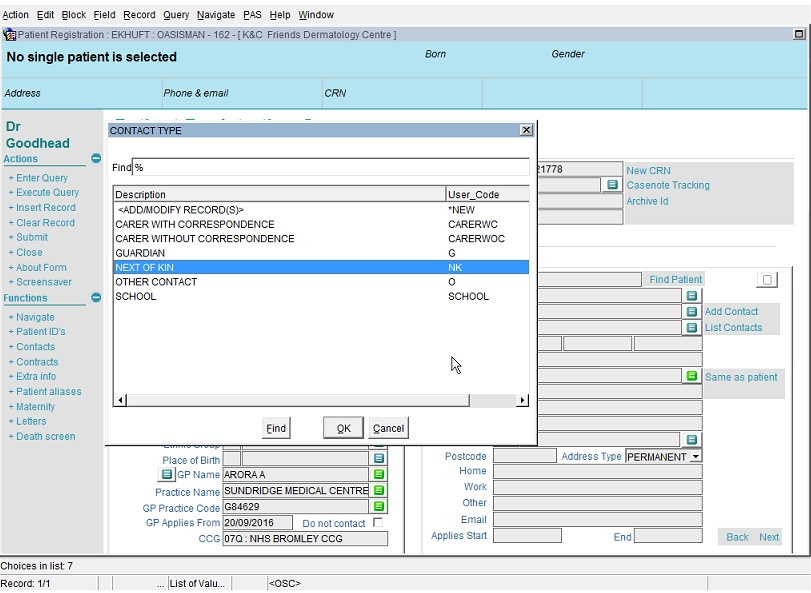 Action Edit Block Field Record Query Navigate PAS Help Window
Patient Registration : EKHUFT : OASISMAN - 162 - [ K&C Friends Dermatology Centre ]
No single patient is selected
Born
Gender
Address
Phone & email
CRN
Dr
Goodhead
Actions
+ Enter Query
+ Execute Query
+ Insert Record
+ Clear Record
+ Submit
+ Close
+ About Form
+ Screensaver
Functions
+ Navigate
+ Patient ID's
+ Contacts
+ Contracts
+ Extra info
+ Patient aliases
+ Maternity
+ Letters
+ Death screen
CONTACT TYPE
Find %
Description User_Code
<ADD/MODIFY RECORD(S)> *NEW
CARER WITH CORRESPONDENCE CARERWC
CARER WITHOUT CORRESPONDENCE CARERWOC
GUARDIAN G
NEXT OF KIN NK
OTHER CONTACT O
SCHOOL SCHOOL
Find OK Cancel
21778 New CRN
Casenote Tracking
Archive Id
Find Patient
Add Contact
List Contacts
Same as patient
Ethnic Group
Place of Birth
GP Name ARORA A
Practice Name SUNDRIDGE MEDICAL CENTRE
GP Practice Code G84629
GP Applies From 20/09/2016 Do not contact
CCG 07Q : NHS BROMLEY CCG
Postcode Address Type PERMANENT
Home
Work
Other
Email
Applies Start End
Back Next
Choices in list: 7
Record: 1/1 ... List of Valu... <OSC>